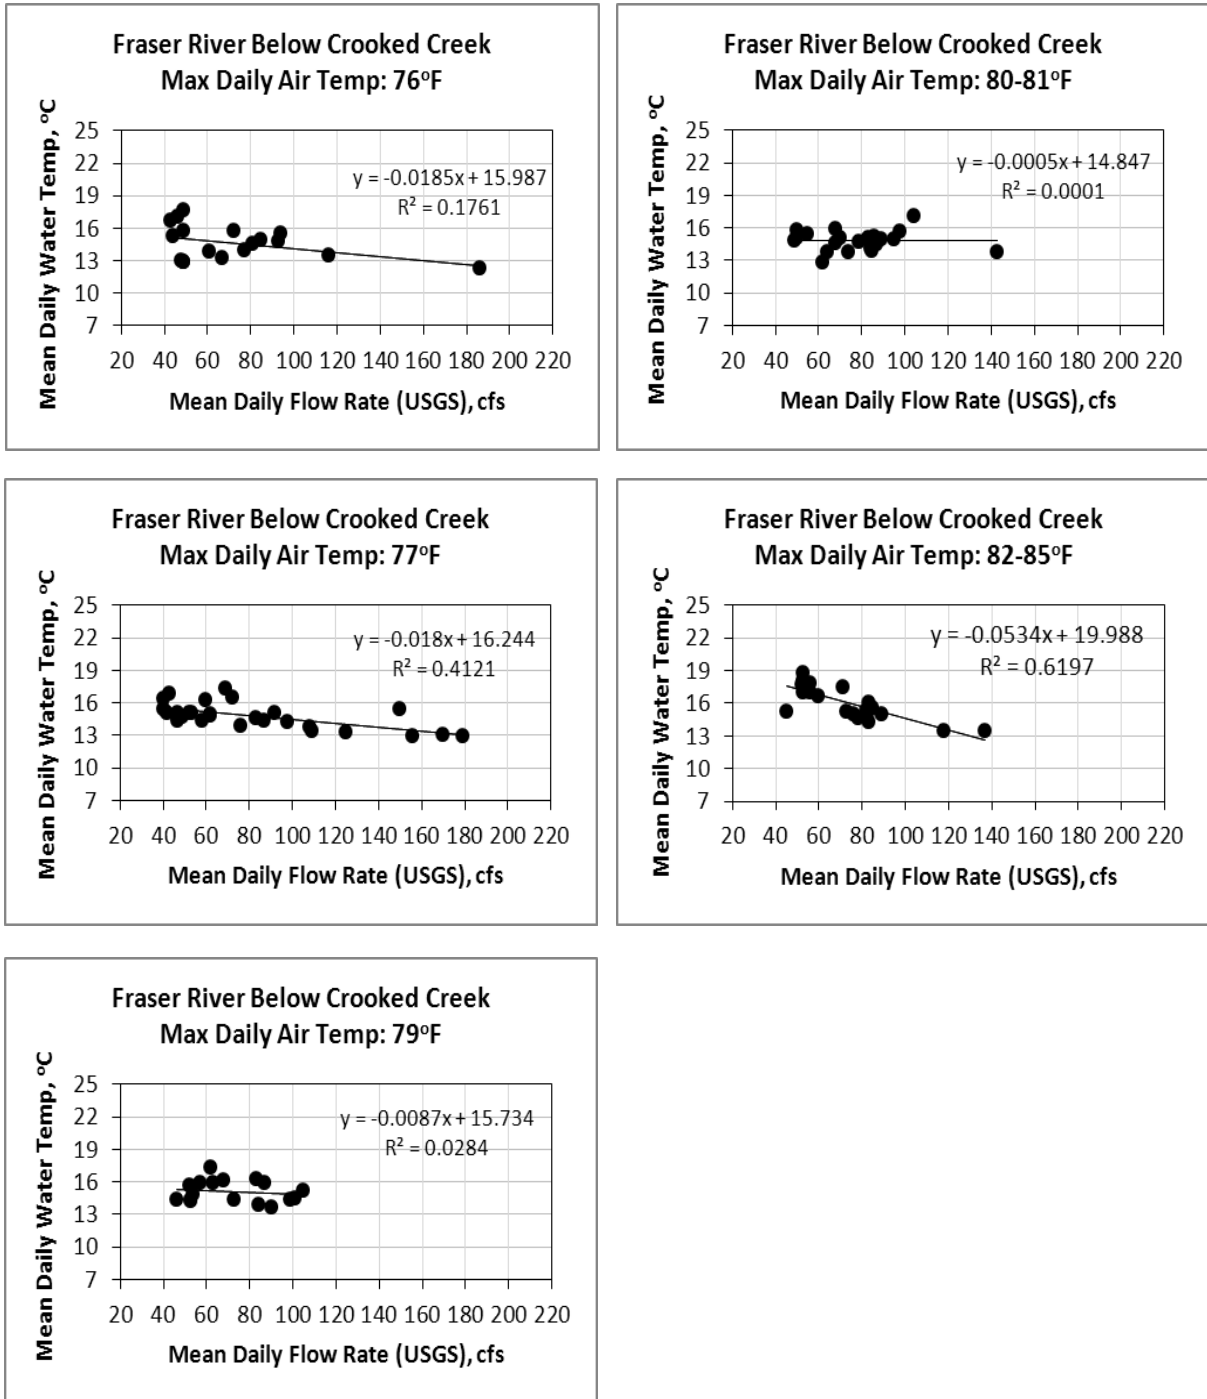 Fraser River Below Crooked Creek
Max Daily Air Temp: 76°F
Mean Daily Water Temp, °C
25
22
19
16
13
10
7
y = -0.0185x + 15.987
R² = 0.1761
20 40 60 80 100 120 140 160 180 200 220
Mean Daily Flow Rate (USGS), cfs
Fraser River Below Crooked Creek
Max Daily Air Temp: 80-81°F
Mean Daily Water Temp, °C
25
22
19
16
13
10
7
y = -0.0005x + 14.847
R² = 0.0001
20 40 60 80 100 120 140 160 180 200 220
Mean Daily Flow Rate (USGS), cfs
Fraser River Below Crooked Creek
Max Daily Air Temp: 77°F
Mean Daily Water Temp, °C
25
22
19
16
13
10
7
y = -0.018x + 16.244
R² = 0.4121
20 40 60 80 100 120 140 160 180 200 220
Mean Daily Flow Rate (USGS), cfs
Fraser River Below Crooked Creek
Max Daily Air Temp: 82-85°F
Mean Daily Water Temp, °C
25
22
19
16
13
10
7
y = -0.0534x + 19.988
R² = 0.6197
20 40 60 80 100 120 140 160 180 200 220
Mean Daily Flow Rate (USGS), cfs
Fraser River Below Crooked Creek
Max Daily Air Temp: 79°F
Mean Daily Water Temp, °C
25
22
19
16
13
10
7
y = -0.0087x + 15.734
R² = 0.0284
20 40 60 80 100 120 140 160 180 200 220
Mean Daily Flow Rate (USGS), cfs